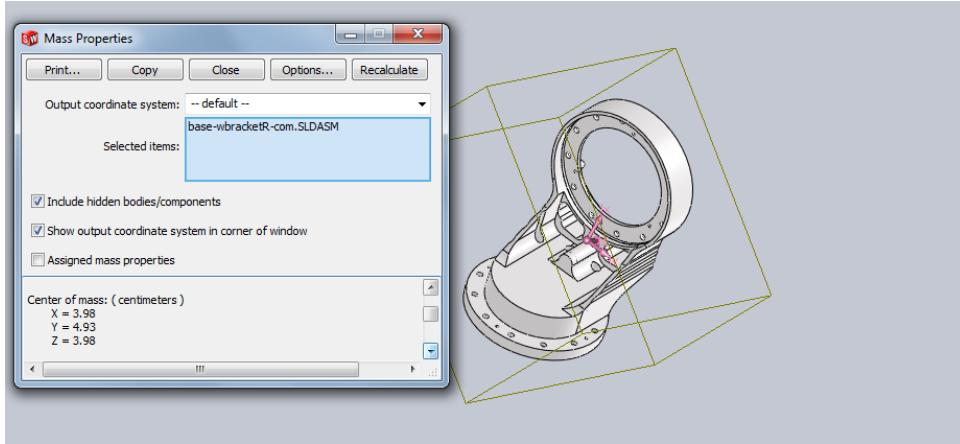 Mass Properties
Print... Copy Close Options... Recalculate
Output coordinate system: -- default --
base-wbracketR-com.SLDASM
Selected items:
Include hidden bodies/components
Show output coordinate system in corner of window
Assigned mass properties
Center of mass: ( centimeters )
X = 3.98
Y = 4.93
Z = 3.98